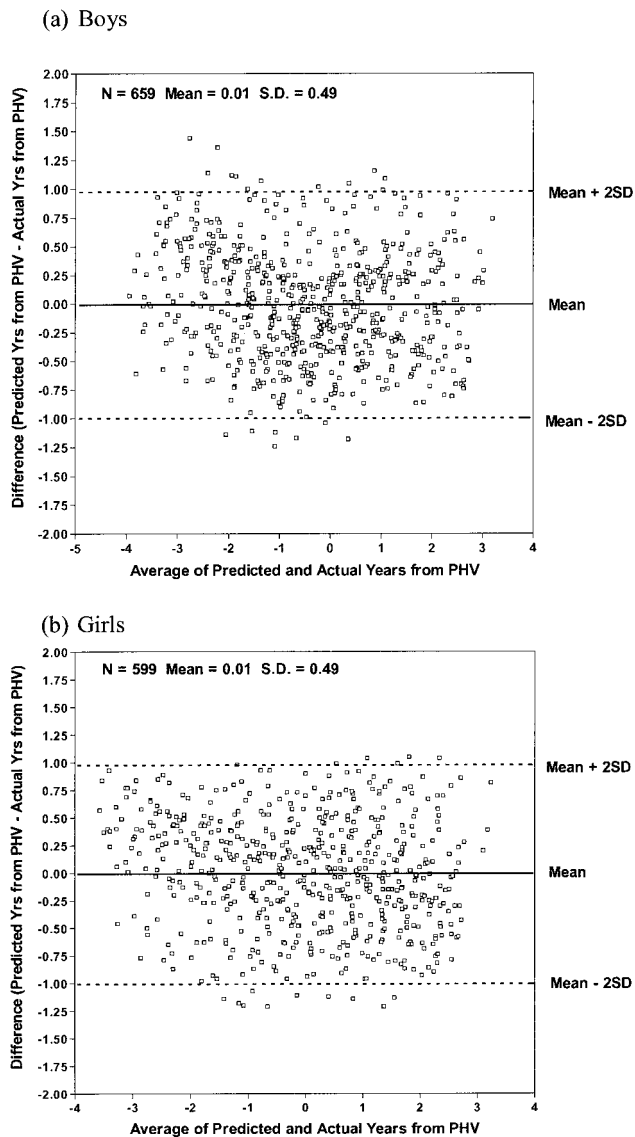 (a) Boys
Difference (Predicted Yrs from PHV - Actual Yrs from PHV)
2.00
1.75
1.50
1.25
1.00
0.75
0.50
0.25
0.00
-0.25
-0.50
-0.75
-1.00
-1.25
-1.50
-1.75
-2.00
N = 659 Mean = 0.01 S.D. = 0.49
Mean + 2SD
Mean
Mean - 2SD
-5 -4 -3 -2 -1 0 1 2 3 4
Average of Predicted and Actual Years from PHV
(b) Girls
Difference (Predicted Yrs from PHV - Actual Yrs from PHV)
2.00
1.75
1.50
1.25
1.00
0.75
0.50
0.25
0.00
-0.25
-0.50
-0.75
-1.00
-1.25
-1.50
-1.75
-2.00
N = 599 Mean = 0.01 S.D. = 0.49
Mean + 2SD
Mean
Mean - 2SD
-4 -3 -2 -1 0 1 2 3 4
Average of Predicted and Actual Years from PHV